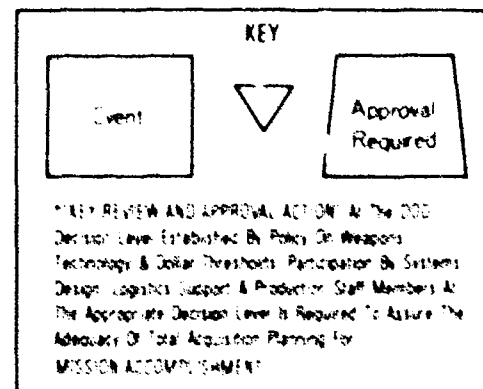 KEY
Event
Approval
Required
"KEY REVIEW AND APPROVAL ACTION" At The DOD
Decision Level Established By Policy On Weapons
Technology & Dollar Thresholds. Participation By Systems
Design, Logistics Support & Production Staff Members At
The Appropriate Decision Level Is Required To Assure The
Adequacy Of Total Acquisition Planning For
MISSION ACCOMPLISHMENT